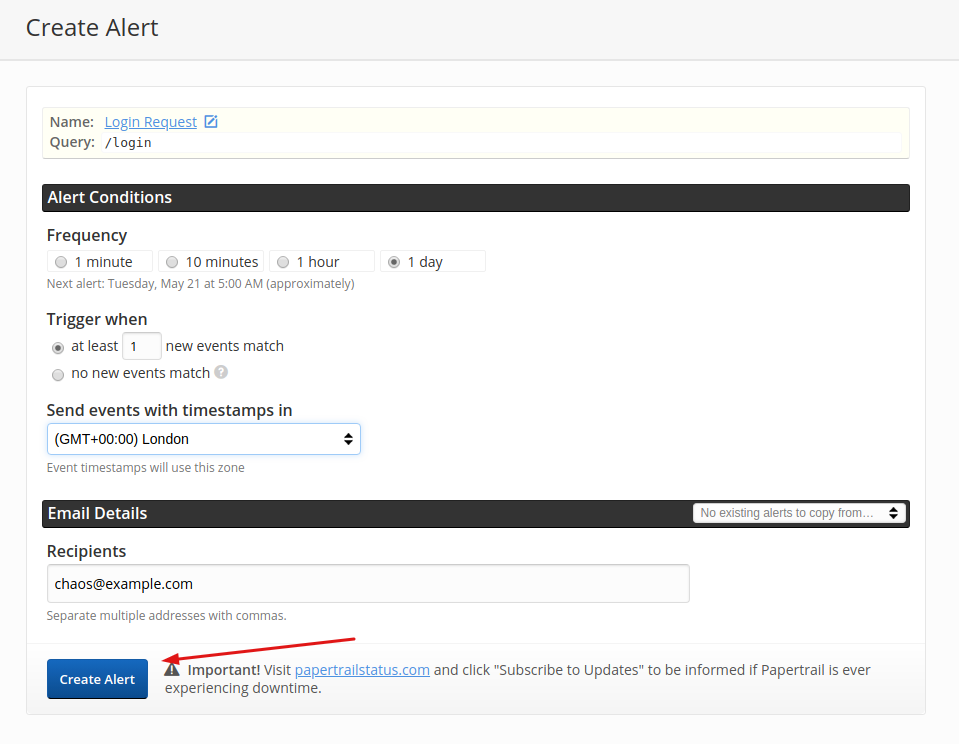 Create Alert
Name: Login Request
Query: /login
Alert Conditions
Frequency
1 minute 10 minutes 1 hour 1 day
Next alert: Tuesday, May 21 at 5:00 AM (approximately)
Trigger when
at least 1 new events match
no new events match ?
Send events with timestamps in
(GMT+00:00) London
Event timestamps will use this zone
Email Details No existing alerts to copy from…
Recipients
chaos@example.com
Separate multiple addresses with commas.
Create Alert
Important! Visit papertrailstatus.com and click "Subscribe to Updates" to be informed if Papertrail is ever
experiencing downtime.